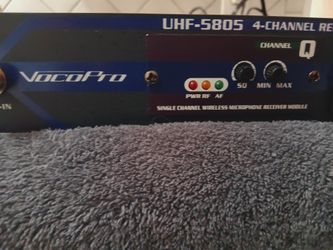 UHF-5805 4-CHANNEL RE
CHANNEL Q
VOCOPRO
PWR RF AF
SQ MIN MAX
-IN
SINGLE CHANNEL WIRELESS MICROPHONE RECEIVER MODULE